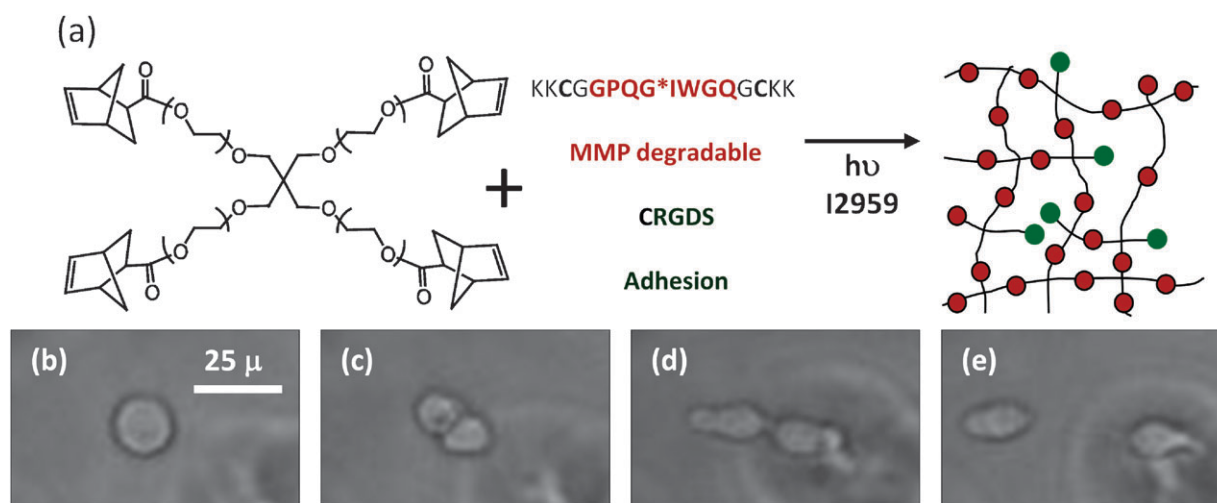 (a)
KKCGGPQG*IWGQGCKK
MMP degradable
CRGDS
Adhesion
hυ
I2959
O
O
O
O
O
O
O
O
O
O
O
O
+
(b)
25 μ
(c)
(d)
(e)